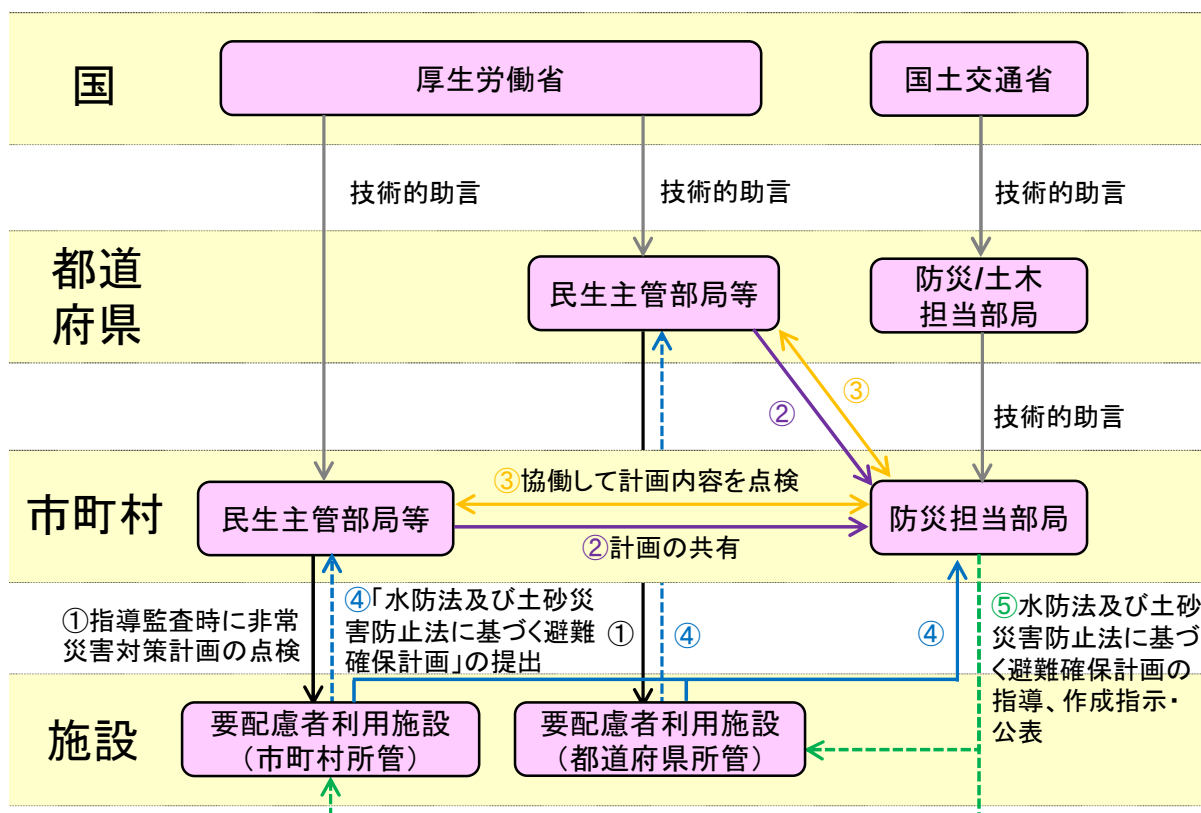 国
厚生労働省
国土交通省
技術的助言
技術的助言
技術的助言
都道
府県
民生主管部局等
防災/土木
担当部局
③
②
技術的助言
市町村
民生主管部局等
③協働して計画内容を点検
②計画の共有
防災担当部局
①指導監査時に非常
災害対策計画の点検
④「水防法及び土砂災
害防止法に基づく避難
確保計画」の提出
①
④
④
⑤水防法及び土砂
災害防止法に基づ
く避難確保計画の
指導、作成指示・
公表
施設
要配慮者利用施設
（市町村所管）
要配慮者利用施設
（都道府県所管）